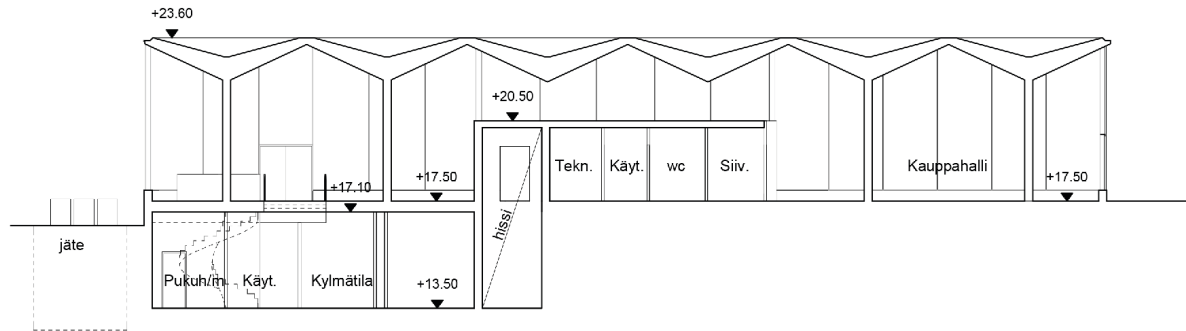 +23.60
+20.50
Tekn.
Käyt.
wc
Siiv.
Kauppahalli
+17.10
+17.50
+17.50
hissi
jäte
Pukuh/m
Käyt.
Kylmätila
+13.50